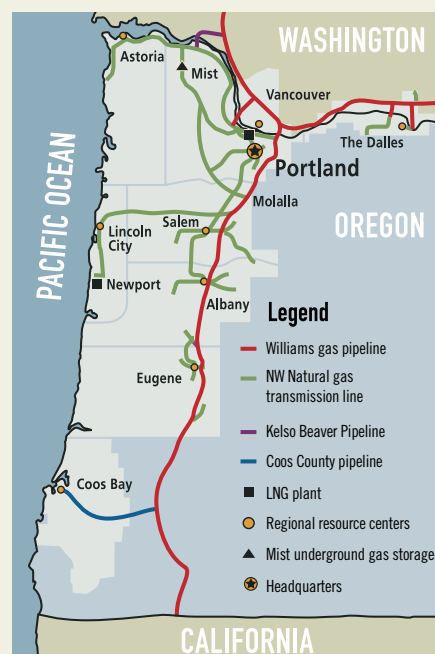 WASHINGTON
Astoria
Mist
Vancouver
The Dalles
Portland
Molalla
PACIFIC OCEAN
OREGON
Lincoln
City
Salem
Newport
Albany
Eugene
Coos Bay
Legend
Williams gas pipeline
NW Natural gas
transmission line
Kelso Beaver Pipeline
Coos County pipeline
LNG plant
Regional resource centers
Mist underground gas storage
Headquarters
CALIFORNIA